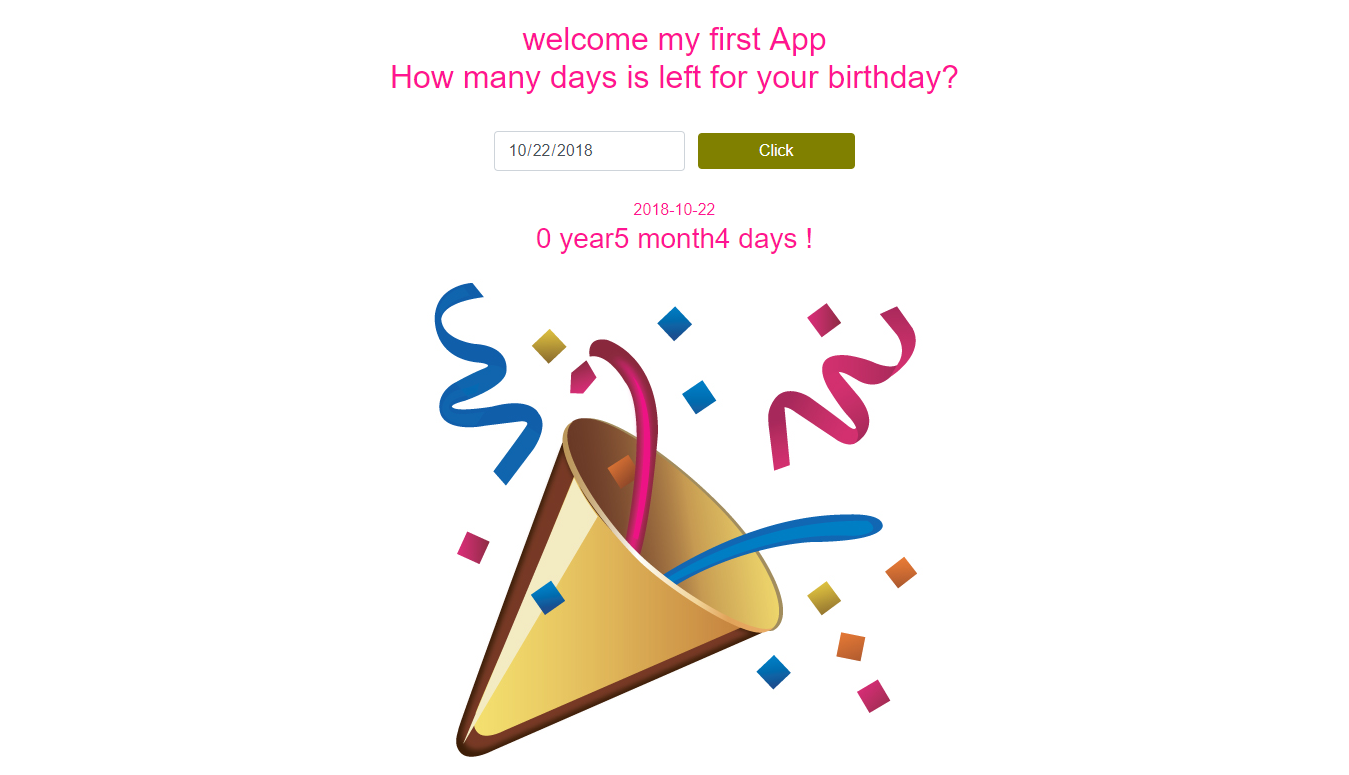 welcome my first App
How many days is left for your birthday?
10/22/2018
Click
2018-10-22
0 year5 month4 days !